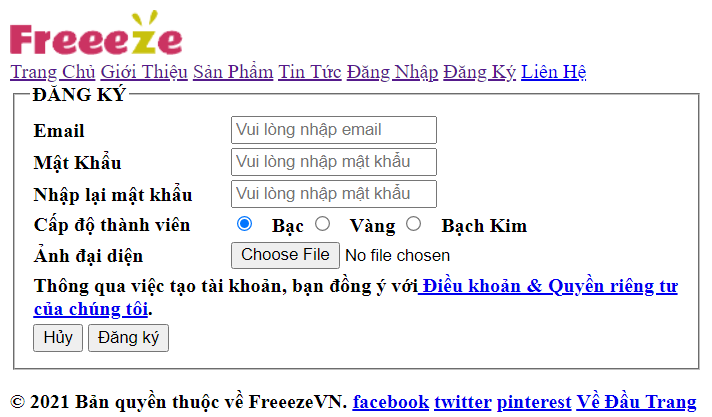 Freeeze
Trang Chủ Giới Thiệu Sản Phẩm Tin Tức Đăng Nhập Đăng Ký Liên Hệ
ĐĂNG KÝ
Email Vui lòng nhập email
Mật Khẩu Vui lòng nhập mật khẩu
Nhập lại mật khẩu Vui lòng nhập mật khẩu
Cấp độ thành viên Bạc Vàng Bạch Kim
Ảnh đại diện Choose File No file chosen
Thông qua việc tạo tài khoản, bạn đồng ý với Điều khoản & Quyền riêng tư
của chúng tôi.
Hủy Đăng ký
© 2021 Bản quyền thuộc về FreeezeVN. facebook twitter pinterest Về Đầu Trang